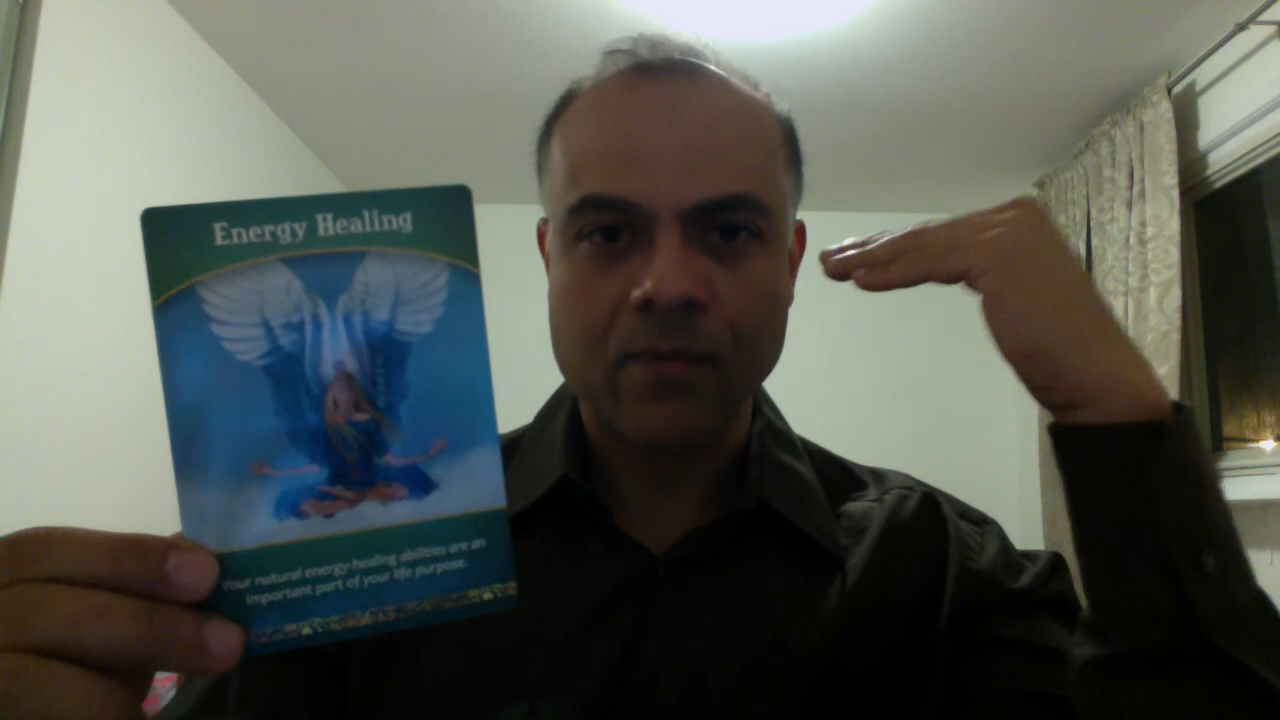 Energy Healing
Your natural energy-healing abilities are an
important part of your life purpose.